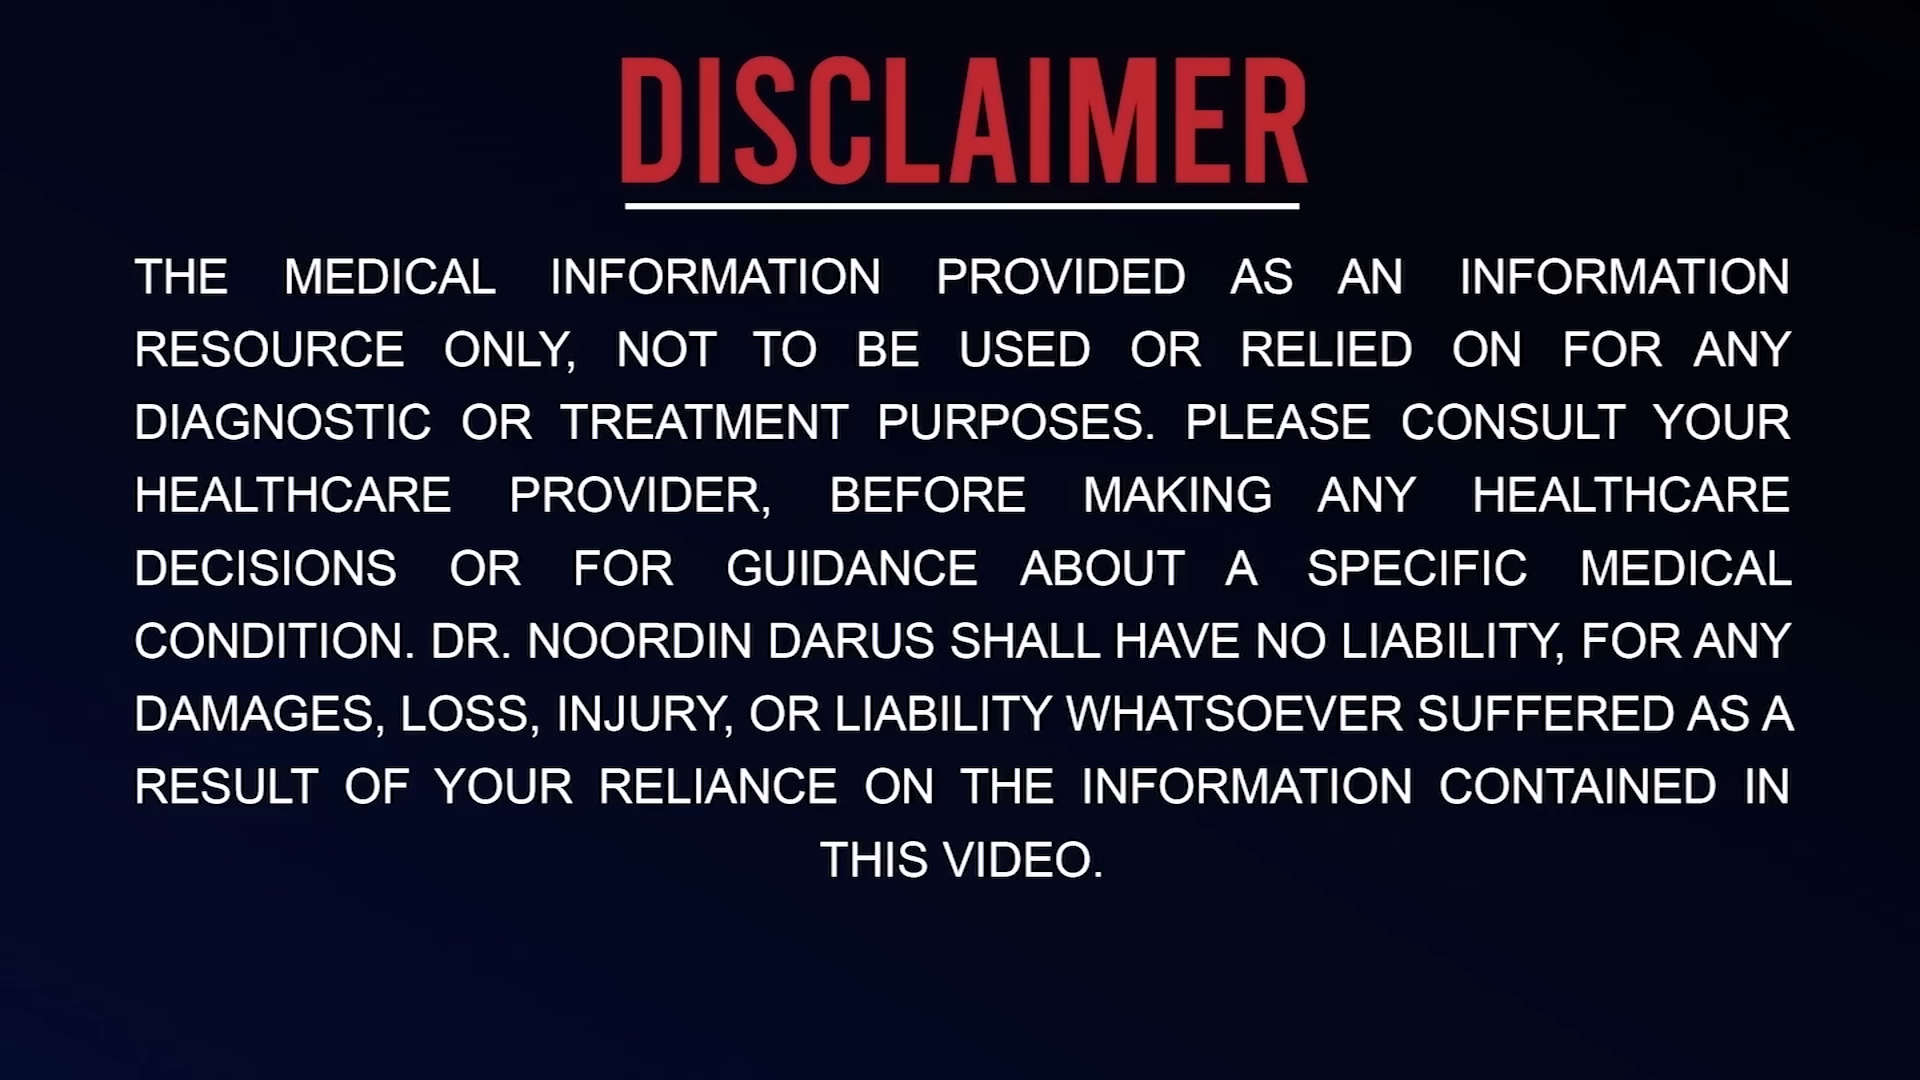 DISCLAIMER
THE MEDICAL INFORMATION PROVIDED AS AN INFORMATION
RESOURCE ONLY, NOT TO BE USED OR RELIED ON FOR ANY
DIAGNOSTIC OR TREATMENT PURPOSES. PLEASE CONSULT YOUR
HEALTHCARE PROVIDER, BEFORE MAKING ANY HEALTHCARE
DECISIONS OR FOR GUIDANCE ABOUT A SPECIFIC MEDICAL
CONDITION. DR. NOORDIN DARUS SHALL HAVE NO LIABILITY, FOR ANY
DAMAGES, LOSS, INJURY, OR LIABILITY WHATSOEVER SUFFERED AS A
RESULT OF YOUR RELIANCE ON THE INFORMATION CONTAINED IN
THIS VIDEO.